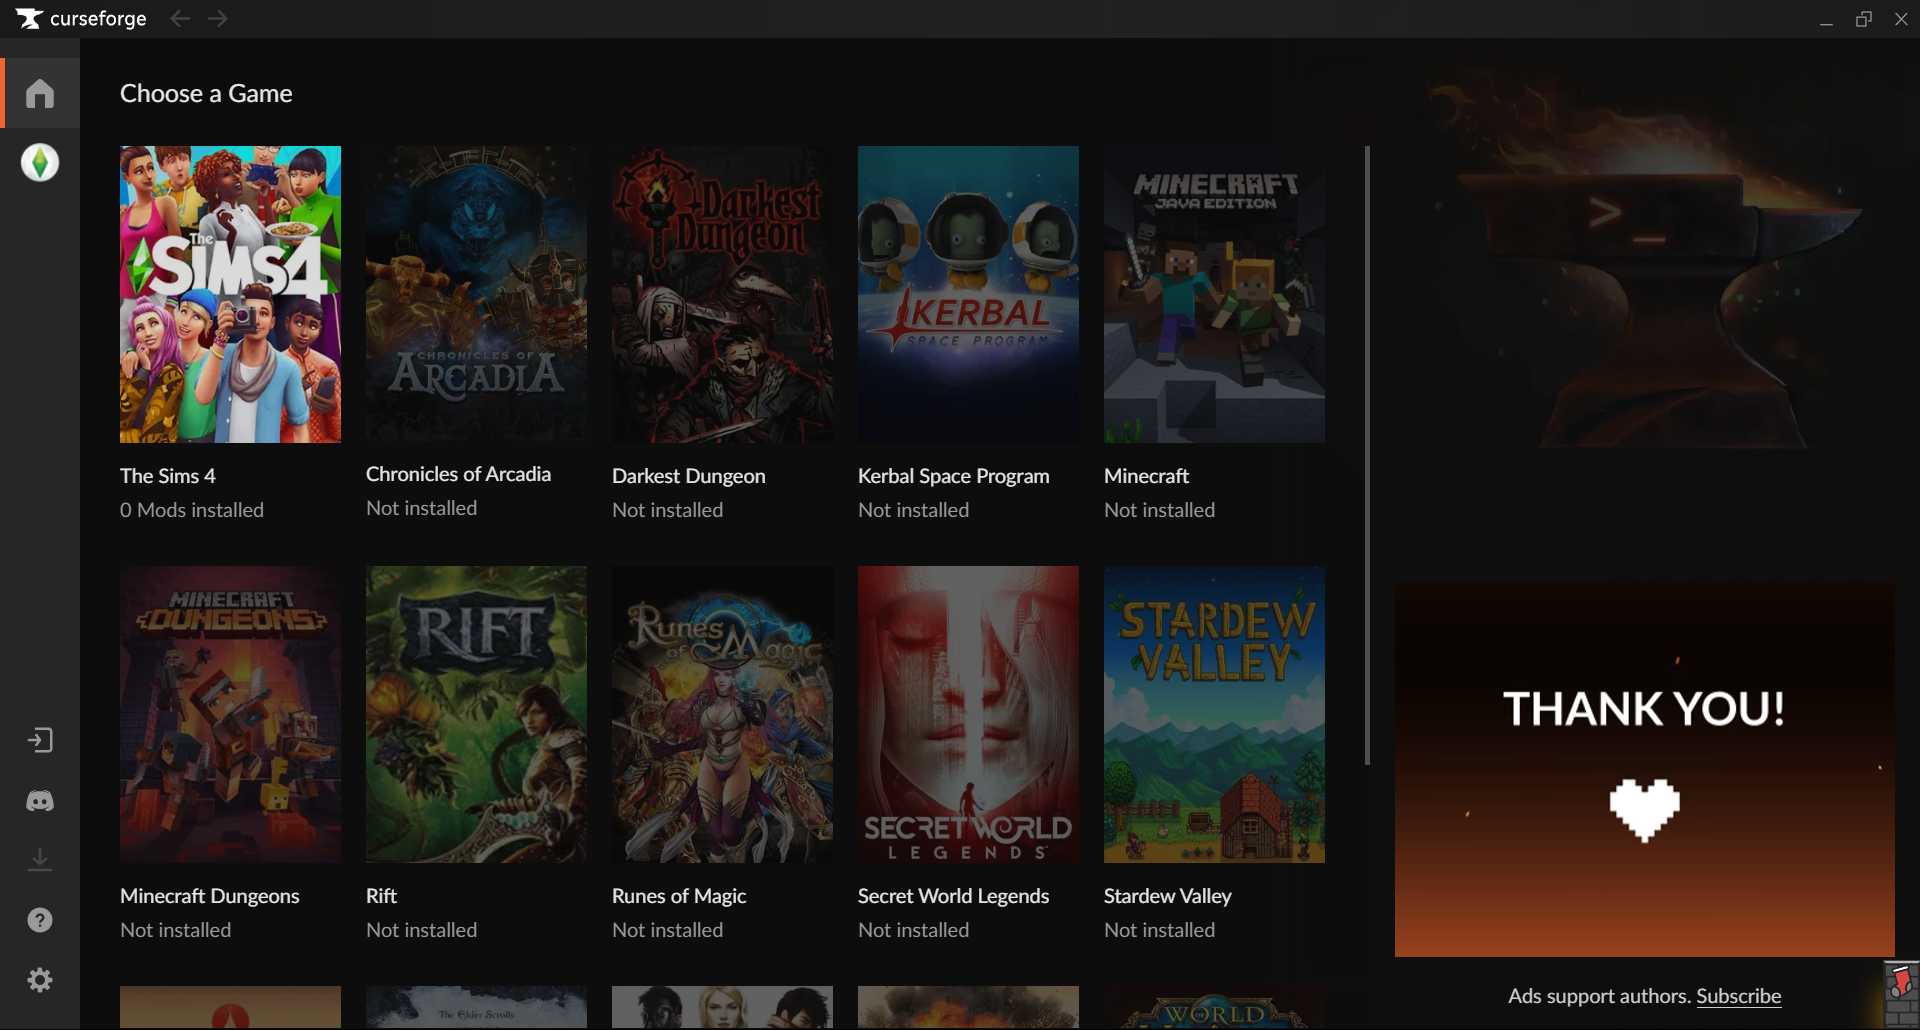 curseforge
Choose a Game
The
SiMS4
CHRONICLES OF
ARCADIA
Darkest
Dungeon
KERBAL
SPACE PROGRAM
MINECRAFT
JAVA EDITION
>_
The Sims 4
0 Mods installed
Chronicles of Arcadia
Not installed
Darkest Dungeon
Not installed
Kerbal Space Program
Not installed
Minecraft
Not installed
MINECRAFT
DUNGEONS
RIFT
Runes
of Magic
SECRET WORLD
LEGENDS
STARDEW
VALLEY
Minecraft Dungeons
Not installed
Rift
Not installed
Runes of Magic
Not installed
Secret World Legends
Not installed
Stardew Valley
Not installed
The Elder Scrolls
WORLD
THANK YOU!
Ads support authors. Subscribe